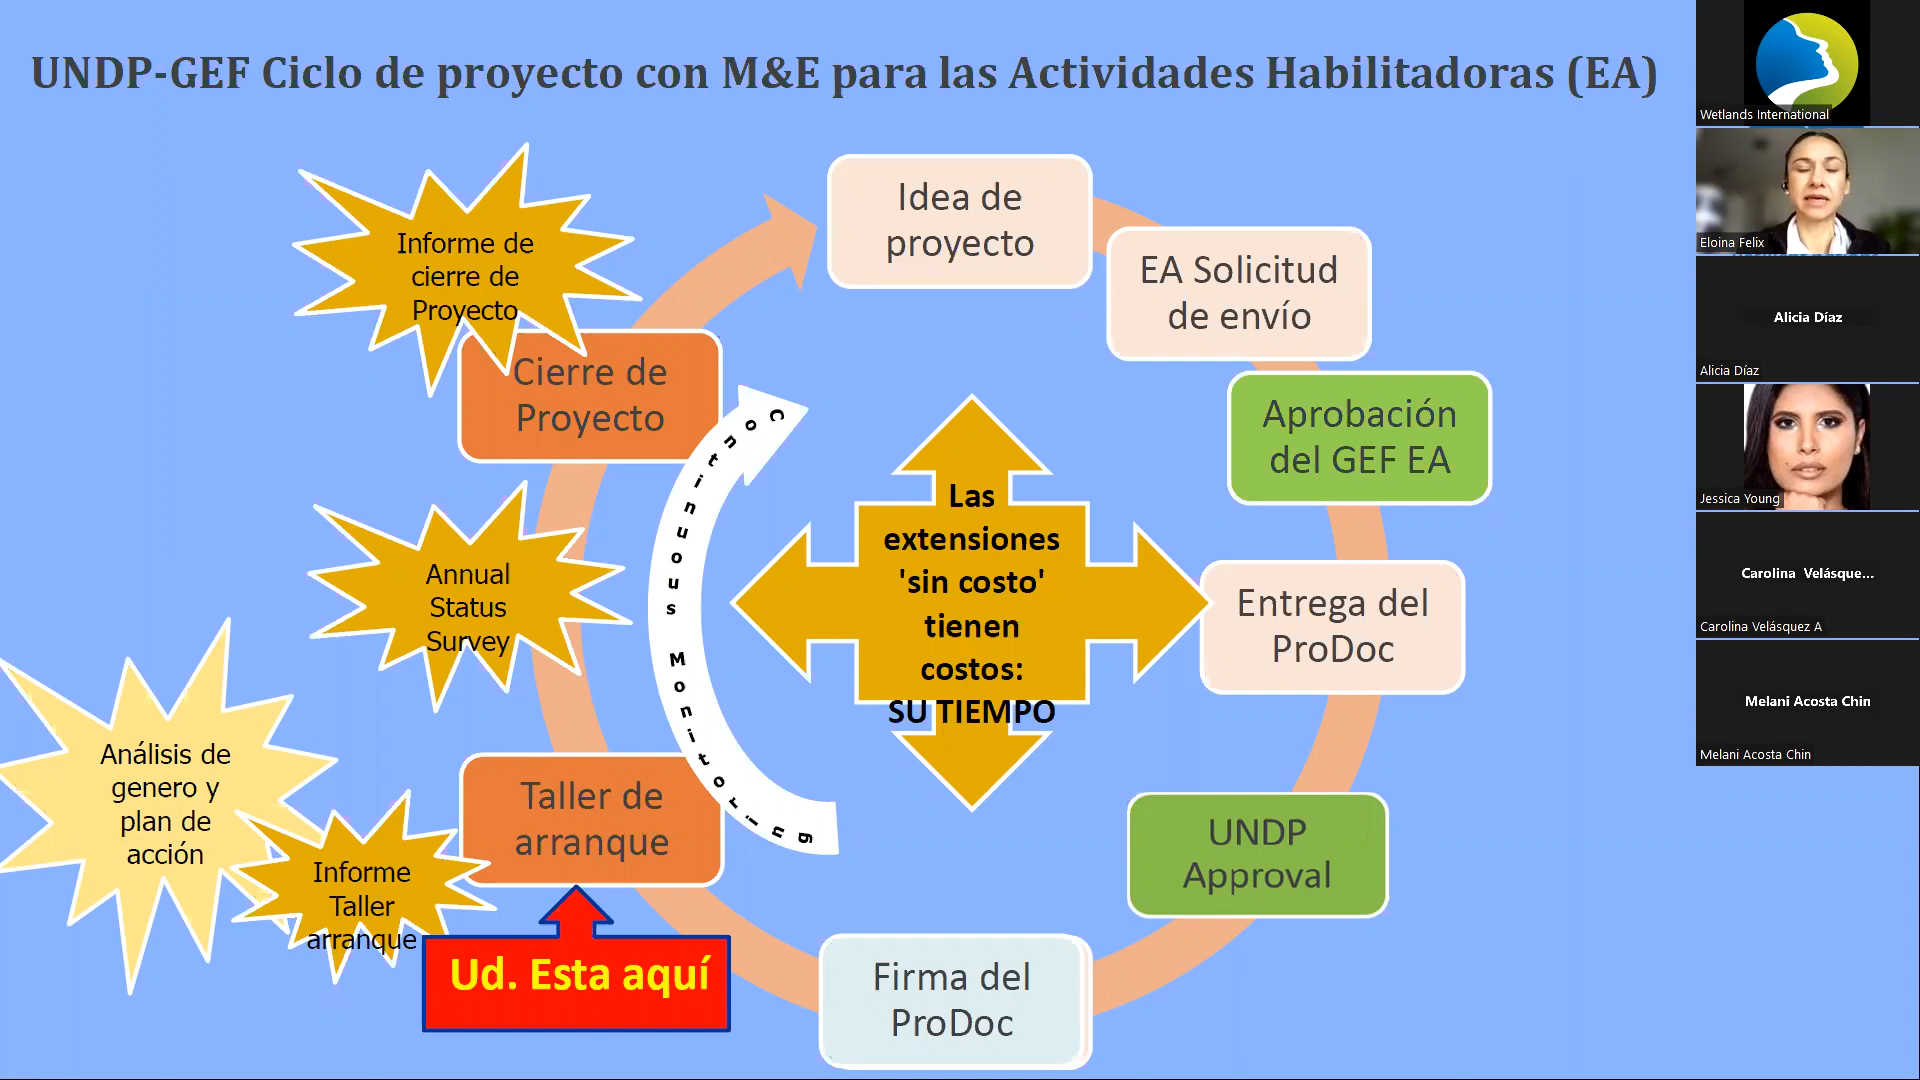 UNDP-GEF Ciclo de proyecto con M&E para las Actividades Habilitadoras (EA)
Idea de
proyecto
EA Solicitud
de envío
Aprobación
del GEF EA
Entrega del
ProDoc
UNDP
Approval
Firma del
ProDoc
Taller de
arranque
Ud. Esta aquí
Informe
Taller
arranque
Análisis de
genero y
plan de
acción
Annual
Status
Survey
Cierre de
Proyecto
Informe de
cierre de
Proyecto
Continuous Monitoring
Las
extensiones
'sin costo'
tienen
costos:
SU TIEMPO
Wetlands International
Eloina Felix
Alicia Díaz
Alicia Díaz
Jessica Young
Carolina Velásque...
Carolina Velásquez A
Melani Acosta Chin
Melani Acosta Chin